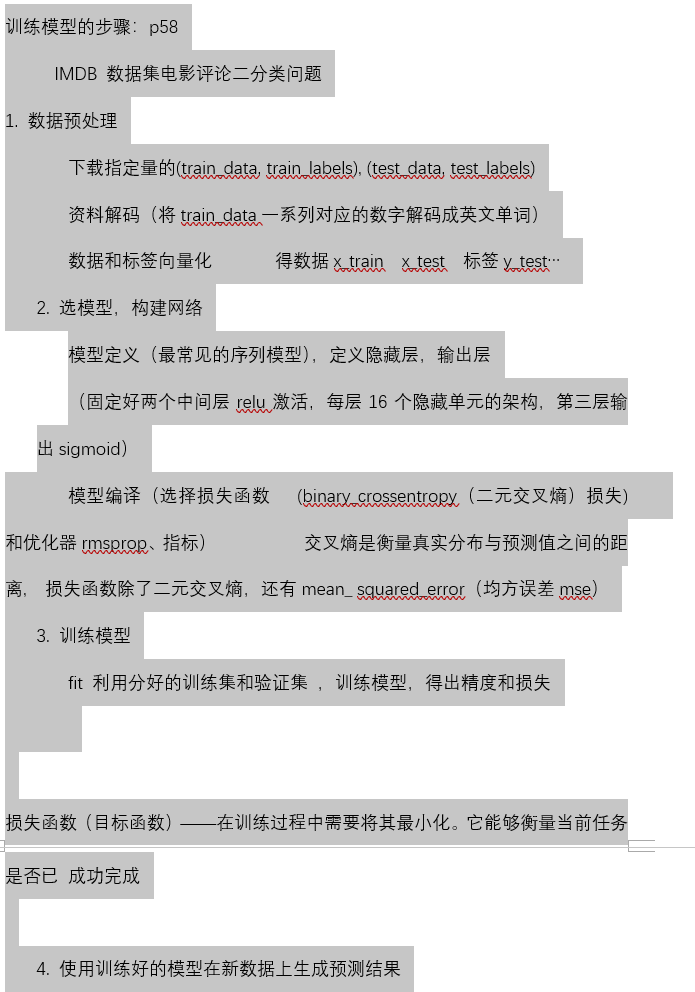 训练模型的步骤：p58
IMDB 数据集电影评论二分类问题
1. 数据预处理
下载指定量的(train_data, train_labels), (test_data, test_labels)
资料解码（将 train_data 一系列对应的数字解码成英文单词）
数据和标签向量化 得数据 x_train x_test 标签 y_test…
2. 选模型，构建网络
模型定义（最常见的序列模型），定义隐藏层，输出层
（固定好两个中间层 relu 激活，每层 16 个隐藏单元的架构，第三层输
出 sigmoid）
模型编译（选择损失函数 (binary_crossentropy（二元交叉熵）损失)
和优化器 rmsprop、指标） 交叉熵是衡量真实分布与预测值之间的距
离， 损失函数除了二元交叉熵，还有 mean_ squared_error（均方误差 mse）
3. 训练模型
fit 利用分好的训练集和验证集 ，训练模型，得出精度和损失
损失函数（目标函数）——在训练过程中需要将其最小化。它能够衡量当前任务
是否已 成功完成
4. 使用训练好的模型在新数据上生成预测结果